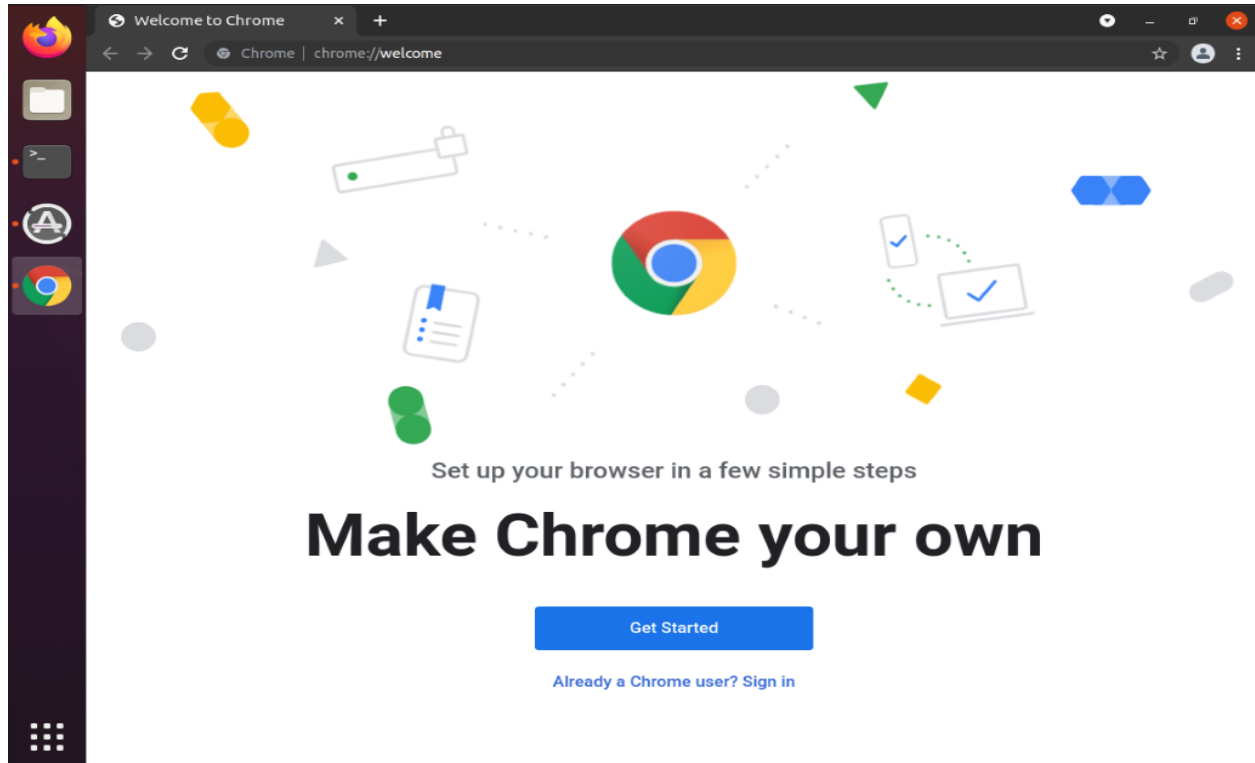 Welcome to Chrome
Chrome | chrome://welcome
>_
Set up your browser in a few simple steps
Make Chrome your own
Get Started
Already a Chrome user? Sign in